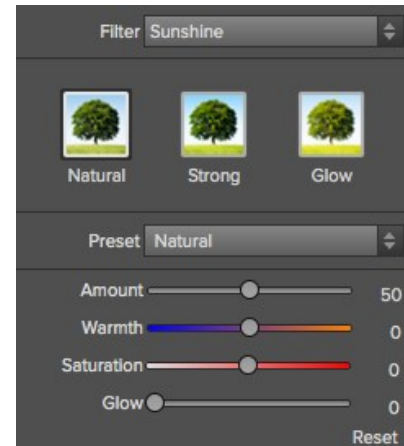 Filter Sunshine
Natural Strong Glow
Preset Natural
Amount 50
Warmth 0
Saturation 0
Glow 0
Reset